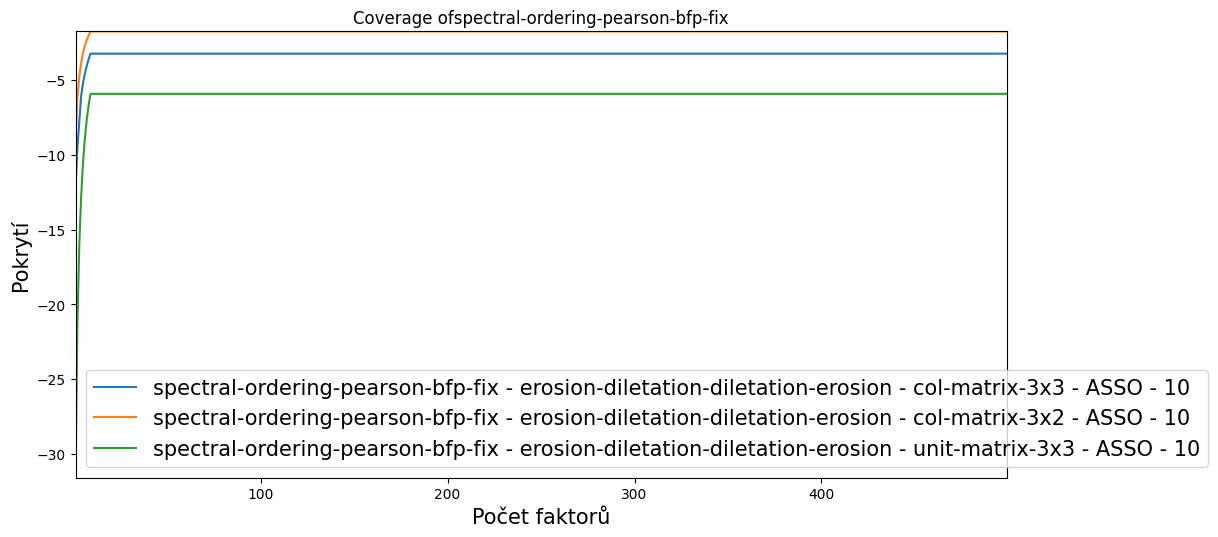 Coverage ofspectral-ordering-pearson-bfp-fix
−5
−10
−15
−20
−25
−30
Pokrytí
spectral-ordering-pearson-bfp-fix - erosion-diletation-diletation-erosion - col-matrix-3x3 - ASSO - 10
spectral-ordering-pearson-bfp-fix - erosion-diletation-diletation-erosion - col-matrix-3x2 - ASSO - 10
spectral-ordering-pearson-bfp-fix - erosion-diletation-diletation-erosion - unit-matrix-3x3 - ASSO - 10
100 200 300 400
Počet faktorů